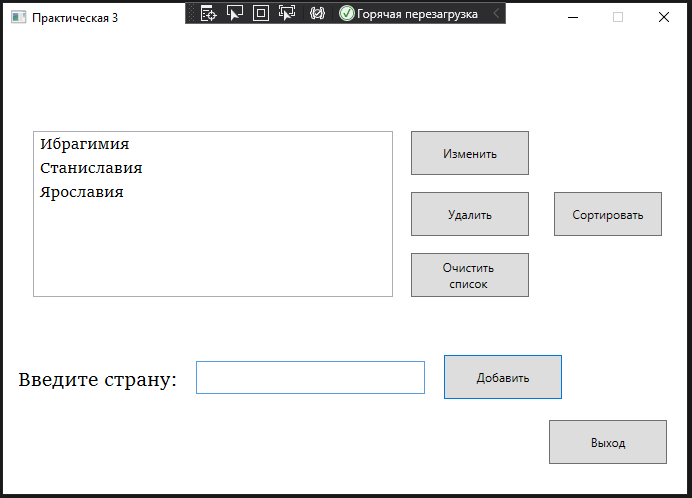 Практическая 3
Горячая перезагрузка
Ибрагимия
Станиславия
Ярославия
Изменить
Удалить
Сортировать
Очистить
список
Введите страну:
Добавить
Выход